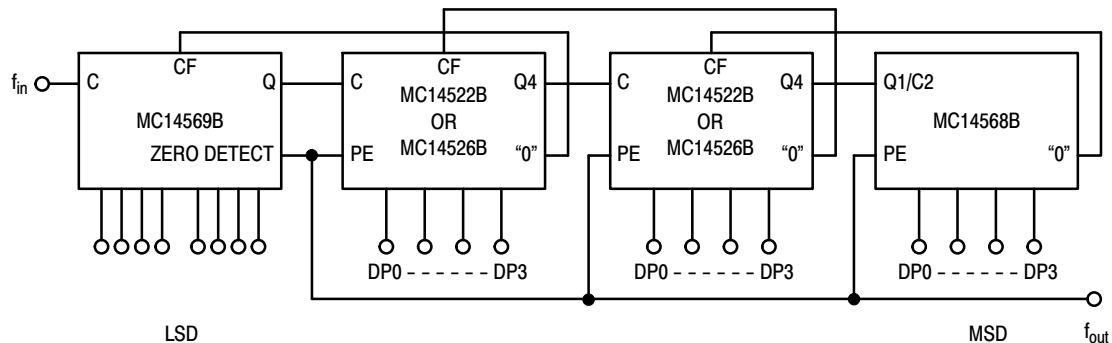 f_in
C
CF
Q
MC14569B
ZERO DETECT
C
CF
Q4
MC14522B
OR
MC14526B
PE
"0"
DP0 - - - - - - DP3
C
CF
Q4
MC14522B
OR
MC14526B
PE
"0"
DP0 - - - - - - DP3
Q1/C2
MC14568B
PE
"0"
DP0 - - - - - - DP3
LSD
MSD
f_out